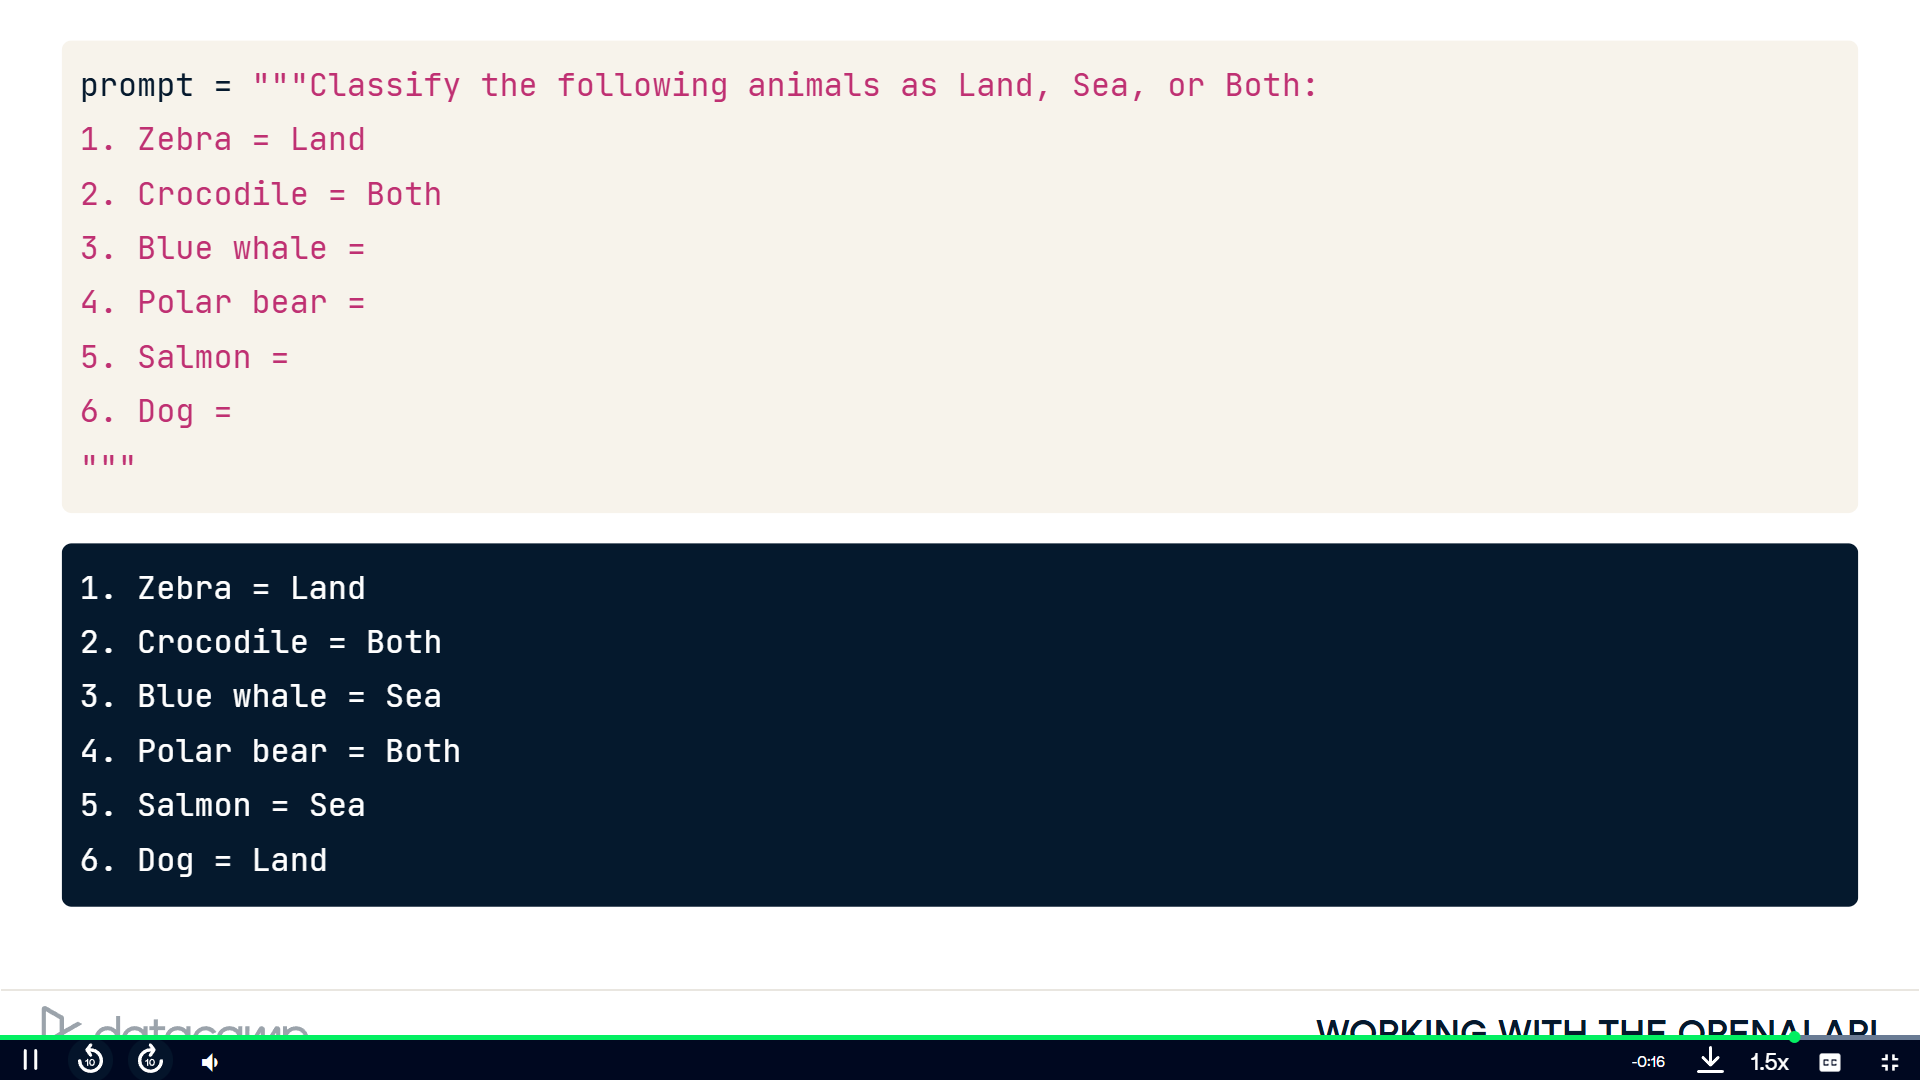 prompt = """Classify the following animals as Land, Sea, or Both:
1. Zebra = Land
2. Crocodile = Both
3. Blue whale =
4. Polar bear =
5. Salmon =
6. Dog =
"""
1. Zebra = Land
2. Crocodile = Both
3. Blue whale = Sea
4. Polar bear = Both
5. Salmon = Sea
6. Dog = Land
datacamp
WORKING WITH THE OPENAI API
10
10
-0:16
1.5x
CC